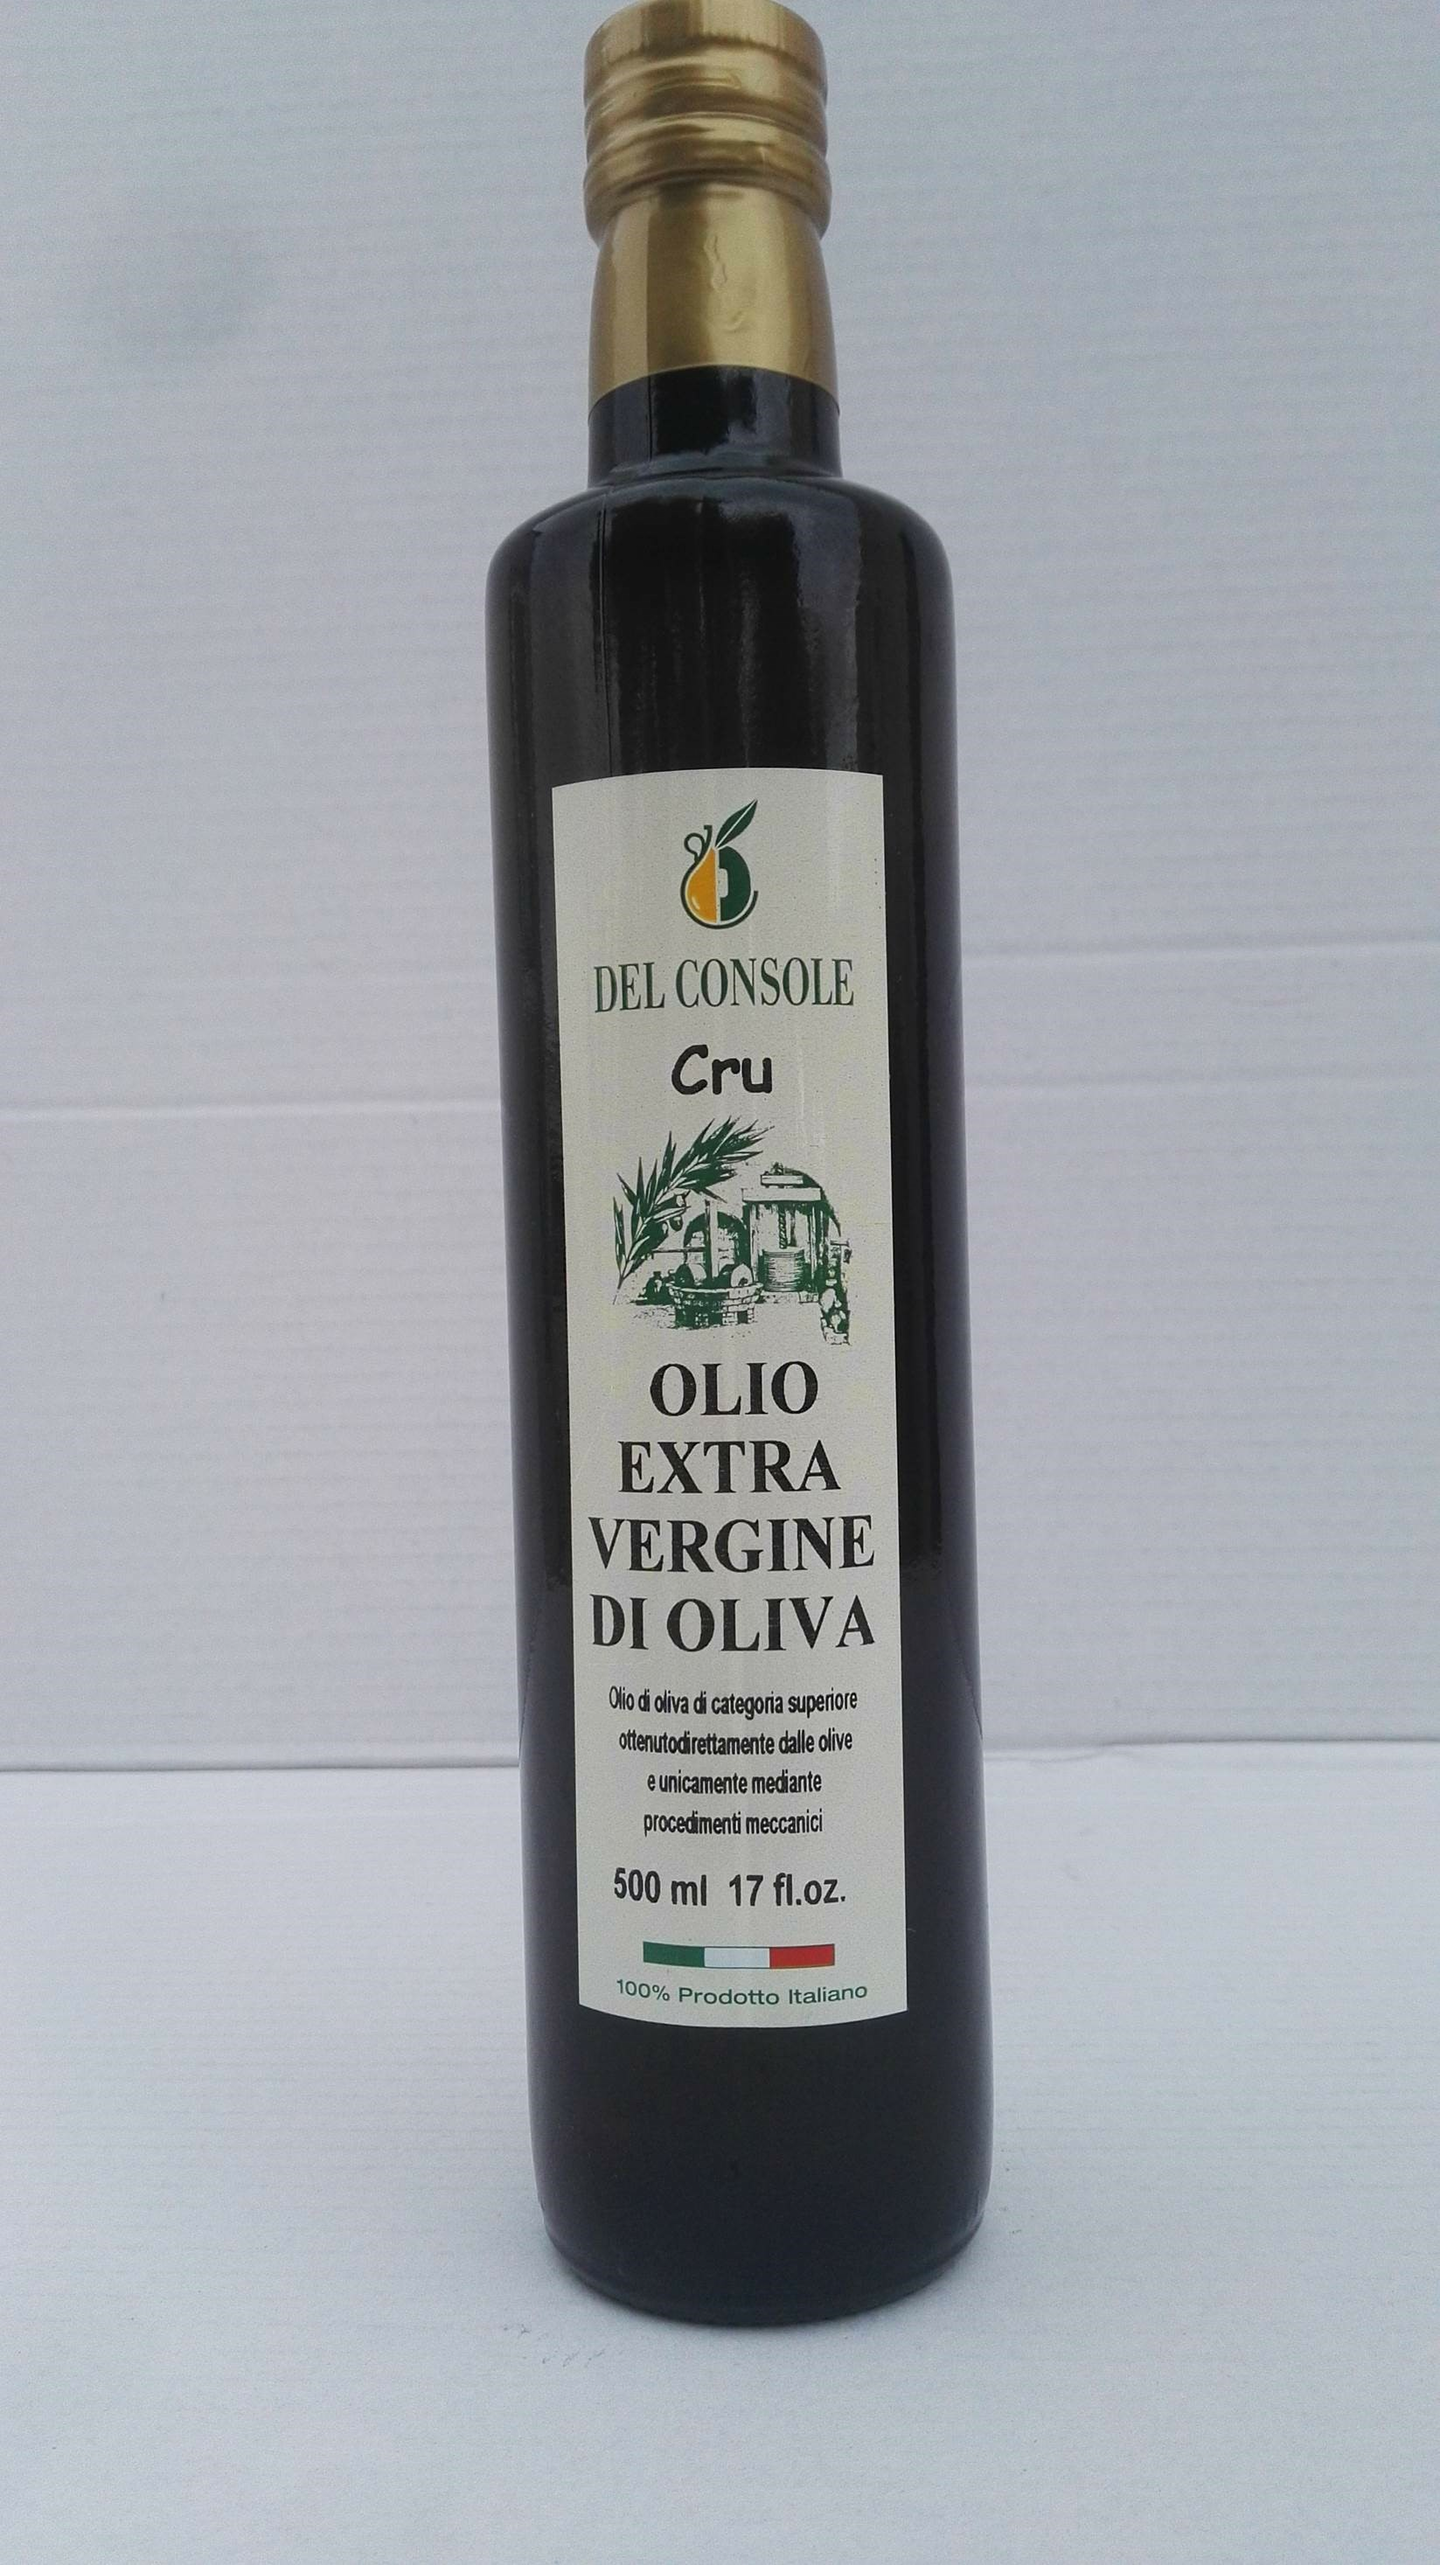 DEL CONSOLE
Cru
OLIO
EXTRA
VERGINE
DI OLIVA
Olio di oliva di categoria superiore
ottenutodirettamente dalle olive
e unicamente mediante
procedimenti meccanici
500 ml 17 fl.oz.
100% Prodotto Italiano